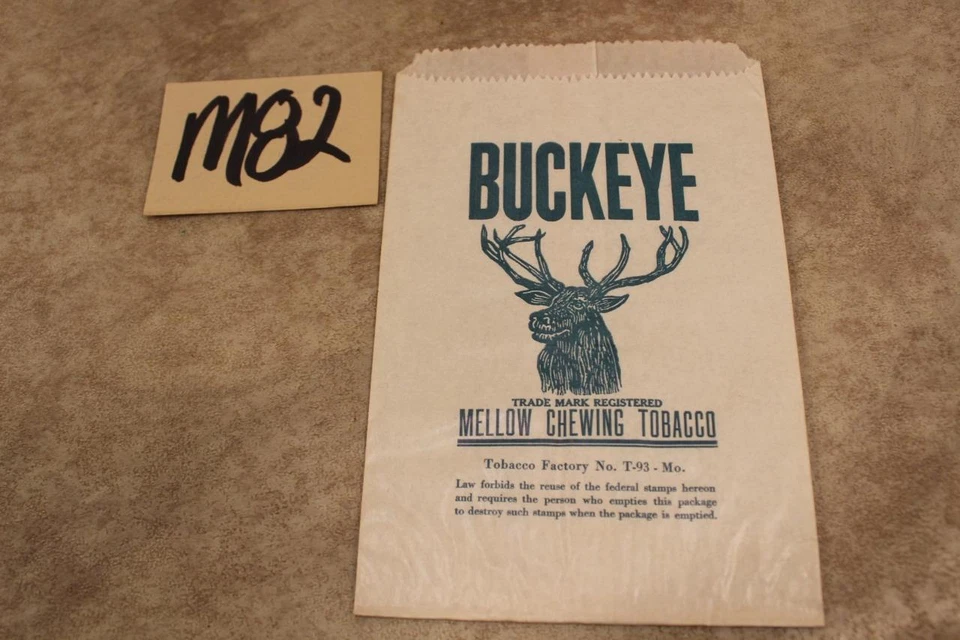 M82
BUCKEYE
TRADE MARK REGISTERED
MELLOW CHEWING TOBACCO
Tobacco Factory No. T-93 - Mo.
Law forbids the reuse of the federal stamps hereon
and requires the person who empties this package
to destroy such stamps when the package is emptied.